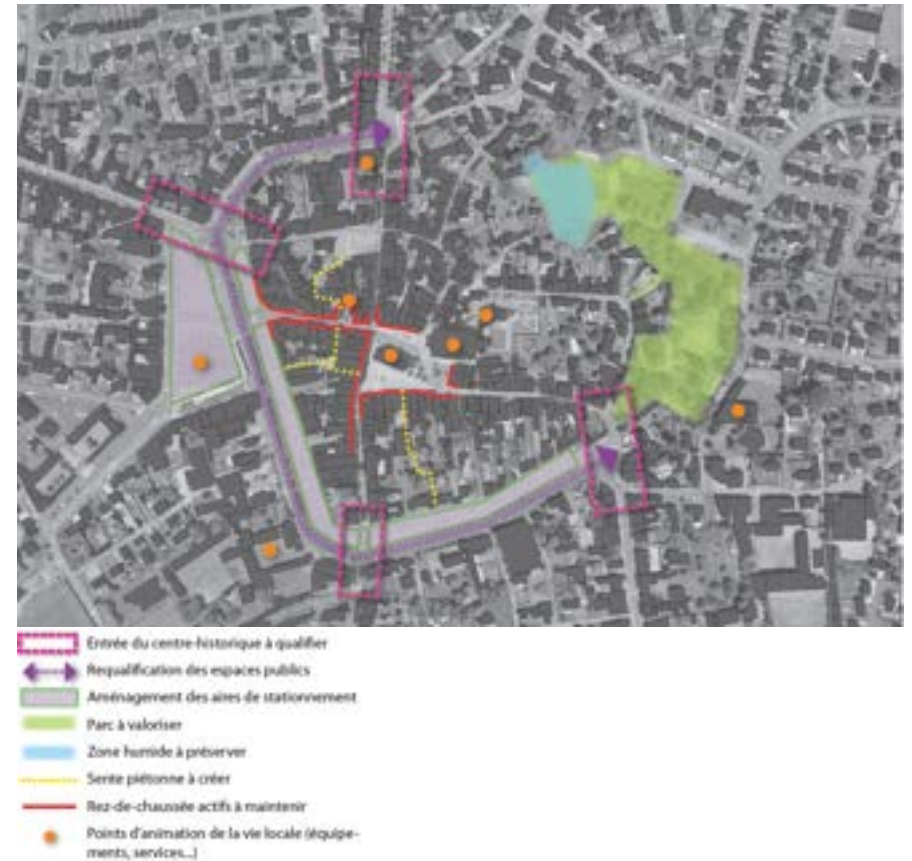 Entrée du centre-historique à qualifier
Requalification des espaces publics
Aménagement des aires de stationnement
Parc à valoriser
Zone humide à préserver
Sente piétonne à créer
Rez-de-chaussée actifs à maintenir
Points d'animation de la vie locale (équipe-
ments, services...)